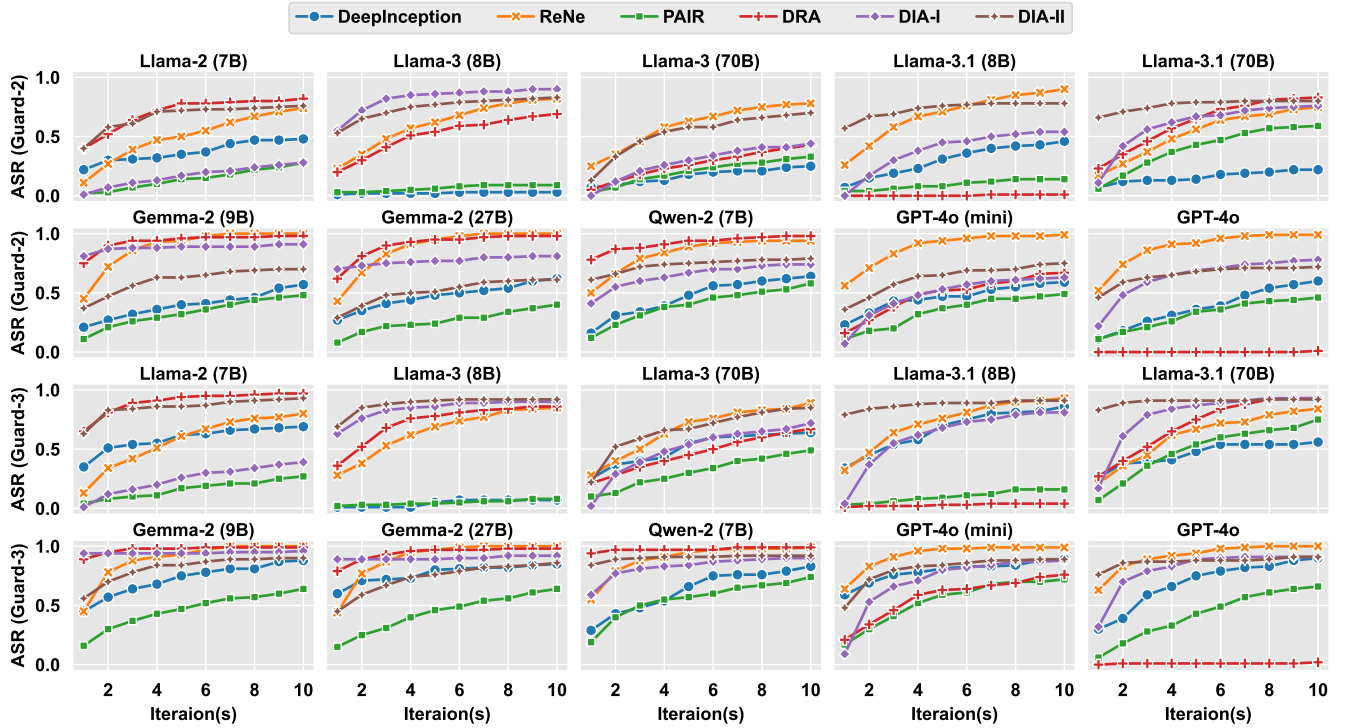 DeepInception ReNe PAIR DRA DIA-I DIA-II
Llama-2 (7B) Llama-3 (8B) Llama-3 (70B) Llama-3.1 (8B) Llama-3.1 (70B)
ASR (Guard-2)
1.0
0.5
0.0
Gemma-2 (9B) Gemma-2 (27B) Qwen-2 (7B) GPT-4o (mini) GPT-4o
ASR (Guard-2)
1.0
0.5
0.0
Llama-2 (7B) Llama-3 (8B) Llama-3 (70B) Llama-3.1 (8B) Llama-3.1 (70B)
ASR (Guard-3)
1.0
0.5
0.0
Gemma-2 (9B) Gemma-2 (27B) Qwen-2 (7B) GPT-4o (mini) GPT-4o
ASR (Guard-3)
1.0
0.5
0.0
2 4 6 8 10 2 4 6 8 10 2 4 6 8 10 2 4 6 8 10 2 4 6 8 10
Iteraion(s) Iteraion(s) Iteraion(s) Iteraion(s) Iteraion(s)